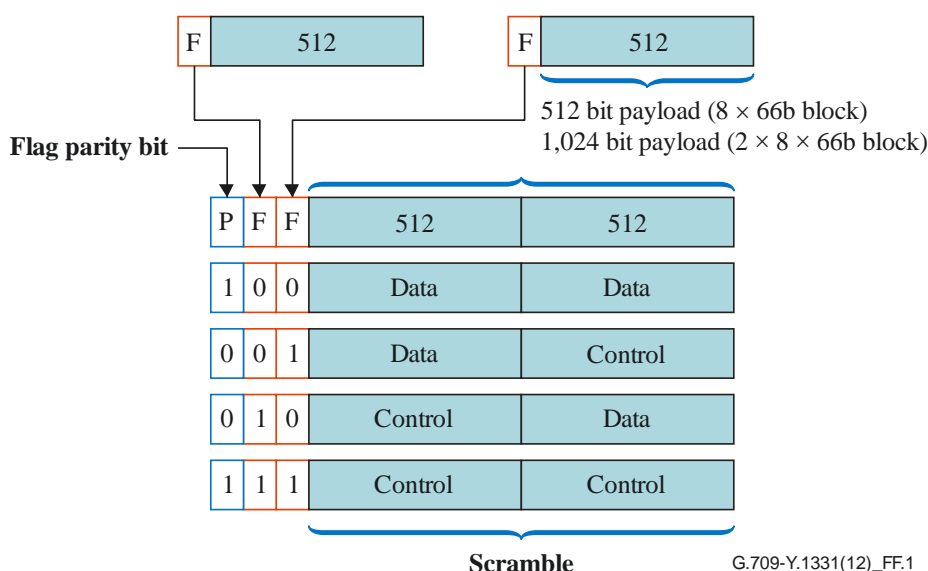 F 512 F 512
512 bit payload (8 × 66b block)
1,024 bit payload (2 × 8 × 66b block)
Flag parity bit
P F F 512 512
1 0 0 Data Data
0 0 1 Data Control
0 1 0 Control Data
1 1 1 Control Control
Scramble
G.709-Y.1331(12)_FF.1